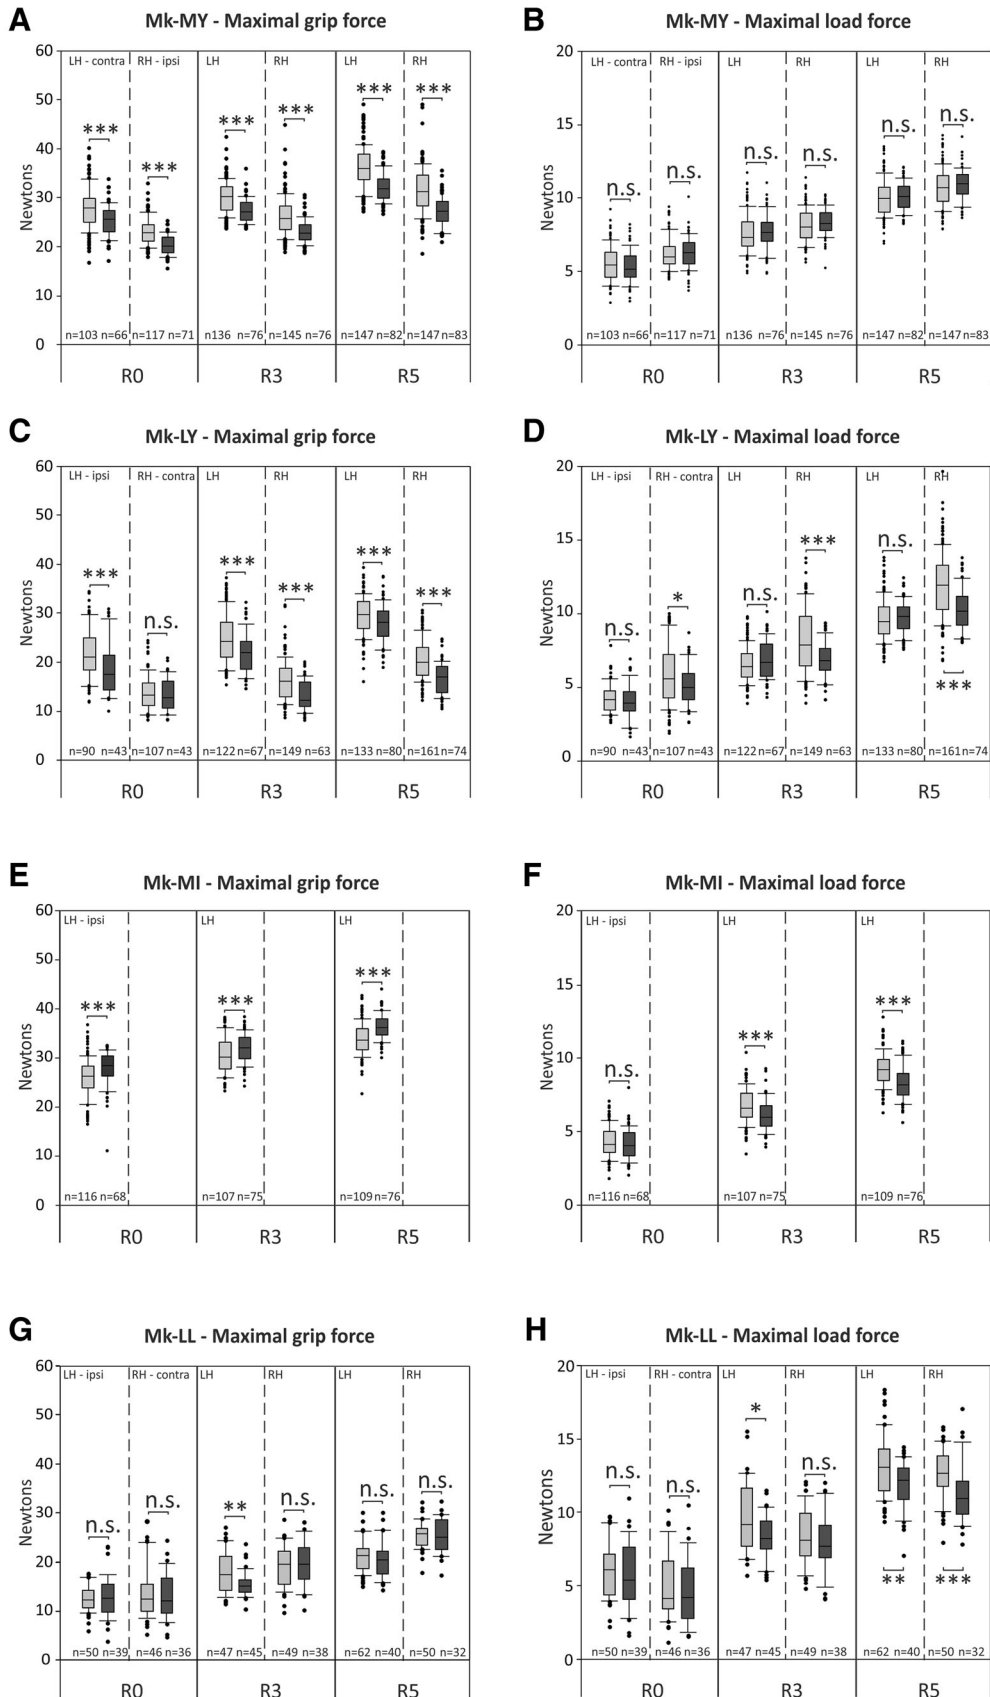 A
Mk-MY - Maximal grip force
Newtons
60
50
40
30
20
10
0
LH - contra
RH - ipsi
LH
RH
LH
RH
***
***
***
***
***
***
n=103 n=66
n=117 n=71
n136 n=76
n=145 n=76
n=147 n=82
n=147 n=83
R0
R3
R5
B
Mk-MY - Maximal load force
Newtons
20
15
10
5
0
LH - contra
RH - ipsi
LH
RH
LH
RH
n.s.
n.s.
n.s.
n.s.
n.s.
n.s.
n=103 n=66
n=117 n=71
n136 n=76
n=145 n=76
n=147 n=82
n=147 n=83
R0
R3
R5
C
Mk-LY - Maximal grip force
Newtons
60
50
40
30
20
10
0
LH - ipsi
RH - contra
LH
RH
LH
RH
***
n.s.
***
***
***
***
n=90 n=43
n=107 n=43
n=122 n=67
n=149 n=63
n=133 n=80
n=161 n=74
R0
R3
R5
D
Mk-LY - Maximal load force
Newtons
20
15
10
5
0
LH - ipsi
RH - contra
LH
RH
LH
RH
n.s.
*
n.s.
***
n.s.
***
n=90 n=43
n=107 n=43
n=122 n=67
n=149 n=63
n=133 n=80
n=161 n=74
R0
R3
R5
E
Mk-MI - Maximal grip force
Newtons
60
50
40
30
20
10
0
LH - ipsi
LH
LH
***
***
***
n=116 n=68
n=107 n=75
n=109 n=76
R0
R3
R5
F
Mk-MI - Maximal load force
Newtons
20
15
10
5
0
LH - ipsi
LH
LH
n.s.
***
***
n=116 n=68
n=107 n=75
n=109 n=76
R0
R3
R5
G
Mk-LL - Maximal grip force
Newtons
60
50
40
30
20
10
0
LH - ipsi
RH - contra
LH
RH
LH
RH
n.s.
n.s.
**
n.s.
n.s.
n.s.
n=50 n=39
n=46 n=36
n=47 n=45
n=49 n=38
n=62 n=40
n=50 n=32
R0
R3
R5
H
Mk-LL - Maximal load force
Newtons
20
15
10
5
0
LH - ipsi
RH - contra
LH
RH
LH
RH
n.s.
n.s.
*
n.s.
**
***
n=50 n=39
n=46 n=36
n=47 n=45
n=49 n=38
n=62 n=40
n=50 n=32
R0
R3
R5